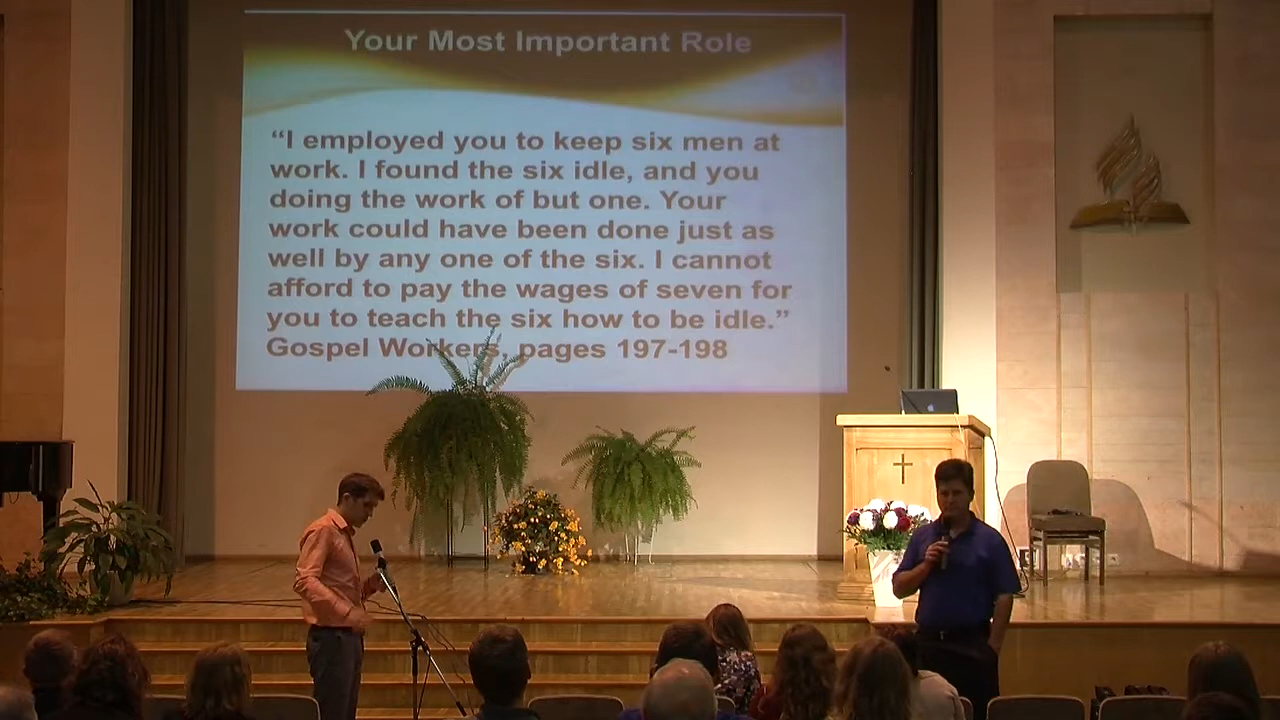 Your Most Important Role
“I employed you to keep six men at
work. I found the six idle, and you
doing the work of but one. Your
work could have been done just as
well by any one of the six. I cannot
afford to pay the wages of seven for
you to teach the six how to be idle.”
Gospel Workers, pages 197-198